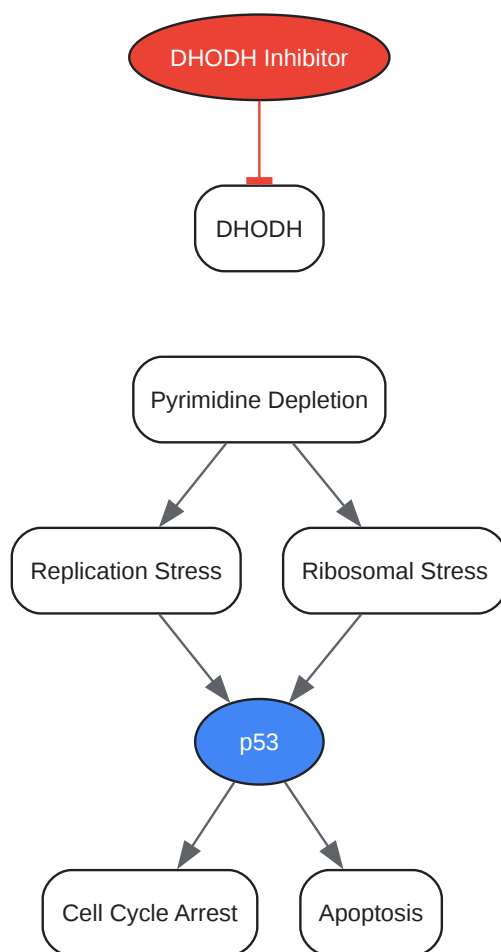 DHODH Inhibitor
DHODH
Pyrimidine Depletion
Replication Stress
Ribosomal Stress
p53
Cell Cycle Arrest
Apoptosis